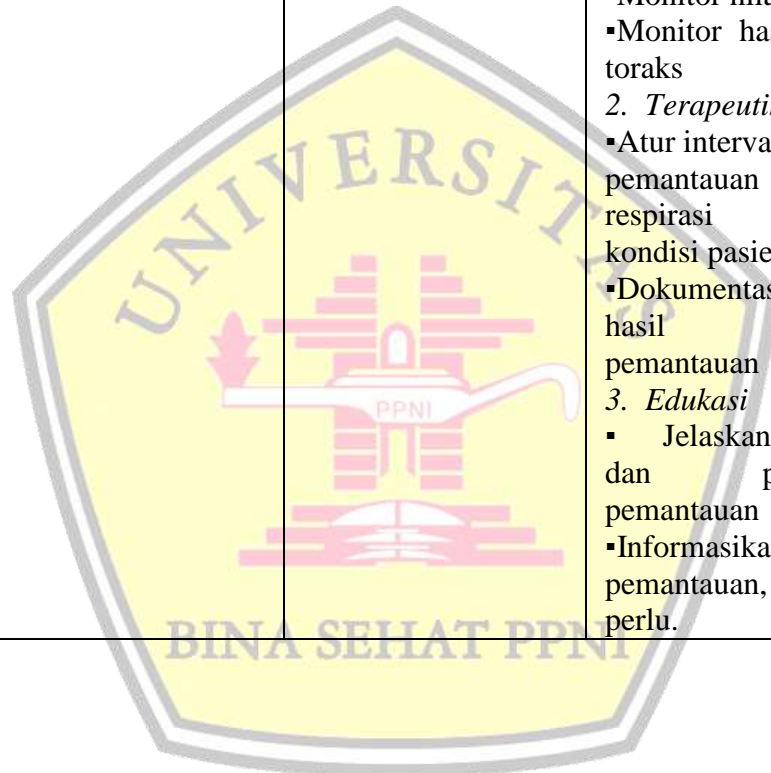 ▪Monitor
▪Monitor
toraks
2. Terapeuti
▪Atur interva
pemantauan
respirasi
kondisi pasie
▪Dokumentas
hasil
pemantauan
3. Edukasi
▪ Jelaskan
dan p
pemantauan
▪Informasika
pemantauan,
perlu.
UNIVERSITAS
PPNI
BINA SEHAT PPNI